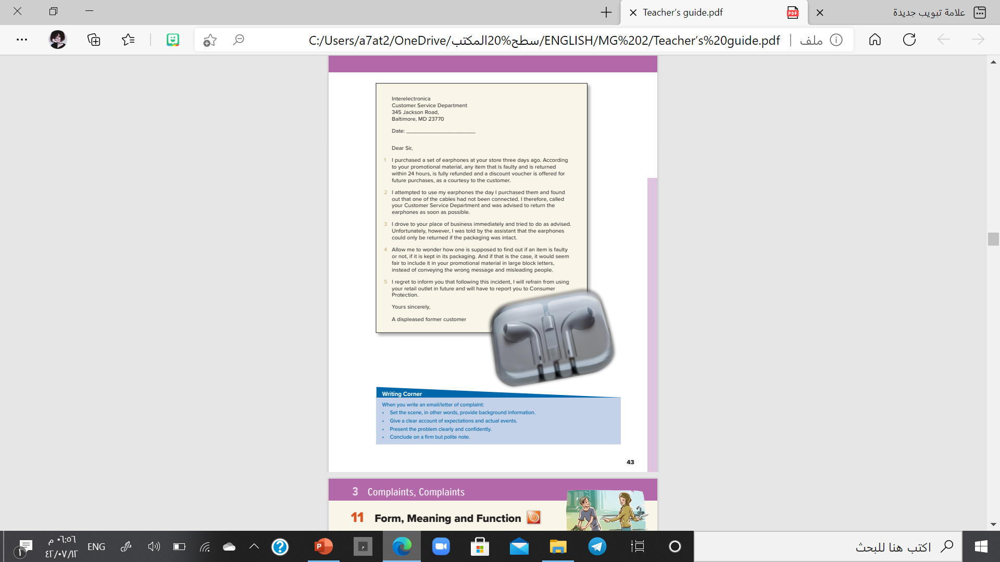 Teacher's guide.pdf
PDF
علامة تبويب جديدة
C:/Users/a7at2/OneDrive/سطح%20المكتب/ENGLISH/MG%202/Teacher's%20guide.pdf
ملف
Interelectronica
Customer Service Department
345 Jackson Road,
Baltimore, MD 23770
Date: ______________________
Dear Sir,
1 I purchased a set of earphones at your store three days ago. According
to your promotional material, any item that is faulty and is returned
within 24 hours, is fully refunded and a discount voucher is offered for
future purchases, as a courtesy to the customer.
2 I attempted to use my earphones the day I purchased them and found
out that one of the cables had not been connected. I therefore, called
your Customer Service Department and was advised to return the
earphones as soon as possible.
3 I drove to your place of business immediately and tried to do as advised.
Unfortunately, however, I was told by the assistant that the earphones
could only be returned if the packaging was intact.
4 Allow me to wonder how one is supposed to find out if an item is faulty
or not, if it is kept in its packaging. And if that is the case, it would seem
fair to include it in your promotional material in large block letters,
instead of conveying the wrong message and misleading people.
5 I regret to inform you that following this incident, I will refrain from using
your retail outlet in future and will have to report you to Consumer
Protection.
Yours sincerely,
A displeased former customer
Writing Corner
When you write an email/letter of complaint:
• Set the scene, in other words, provide background information.
• Give a clear account of expectations and actual events.
• Present the problem clearly and confidently.
• Conclude on a firm but polite note.
43
3 Complaints, Complaints
11 Form, Meaning and Function
١
٠٦:٥٦ م
٤٢/٠٧/١٢
ENG
اكتب هنا للبحث